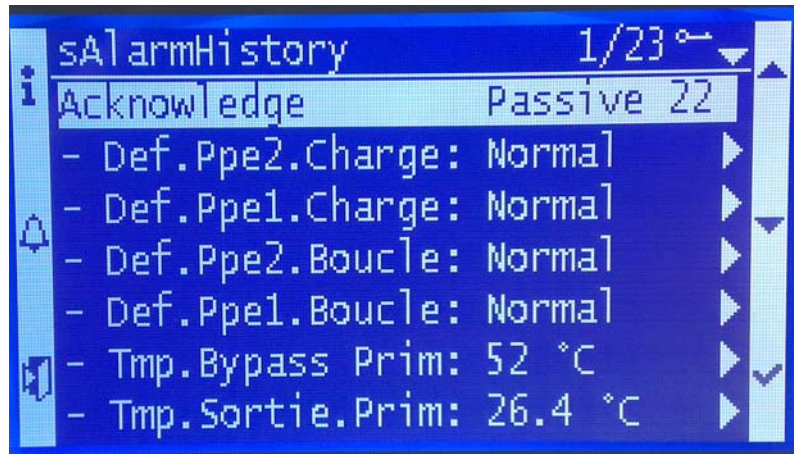 sAlarmHistory 1/23
Acknowledge Passive 22
- Def.Ppe2.Charge: Normal
- Def.Ppe1.Charge: Normal
- Def.Ppe2.Boucle: Normal
- Def.Ppe1.Boucle: Normal
- Tmp.Bypass Prim: 52 °C
- Tmp.Sortie.Prim: 26.4 °C